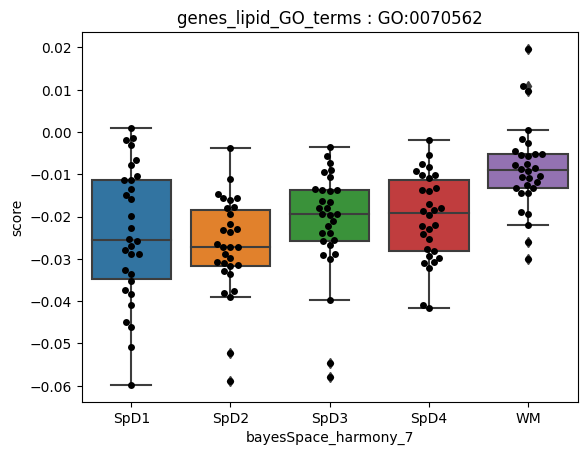 genes_lipid_GO_terms : GO:0070562
0.02
0.01
0.00
−0.01
−0.02
−0.03
−0.04
−0.05
−0.06
score
SpD1 SpD2 SpD3 SpD4 WM
bayesSpace_harmony_7